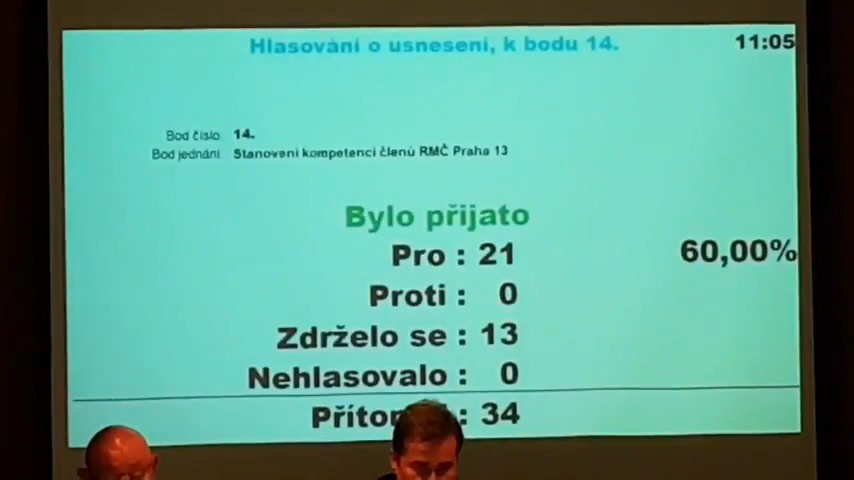 Hlasování o usnesení, k bodu 14.
11:05
Bod číslo: 14.
Bod jednání: Stanovení kompetencí členů RMČ Praha 13
Bylo přijato
Pro : 21 60,00%
Proti : 0
Zdrželo se : 13
Nehlasovalo : 0
: 34